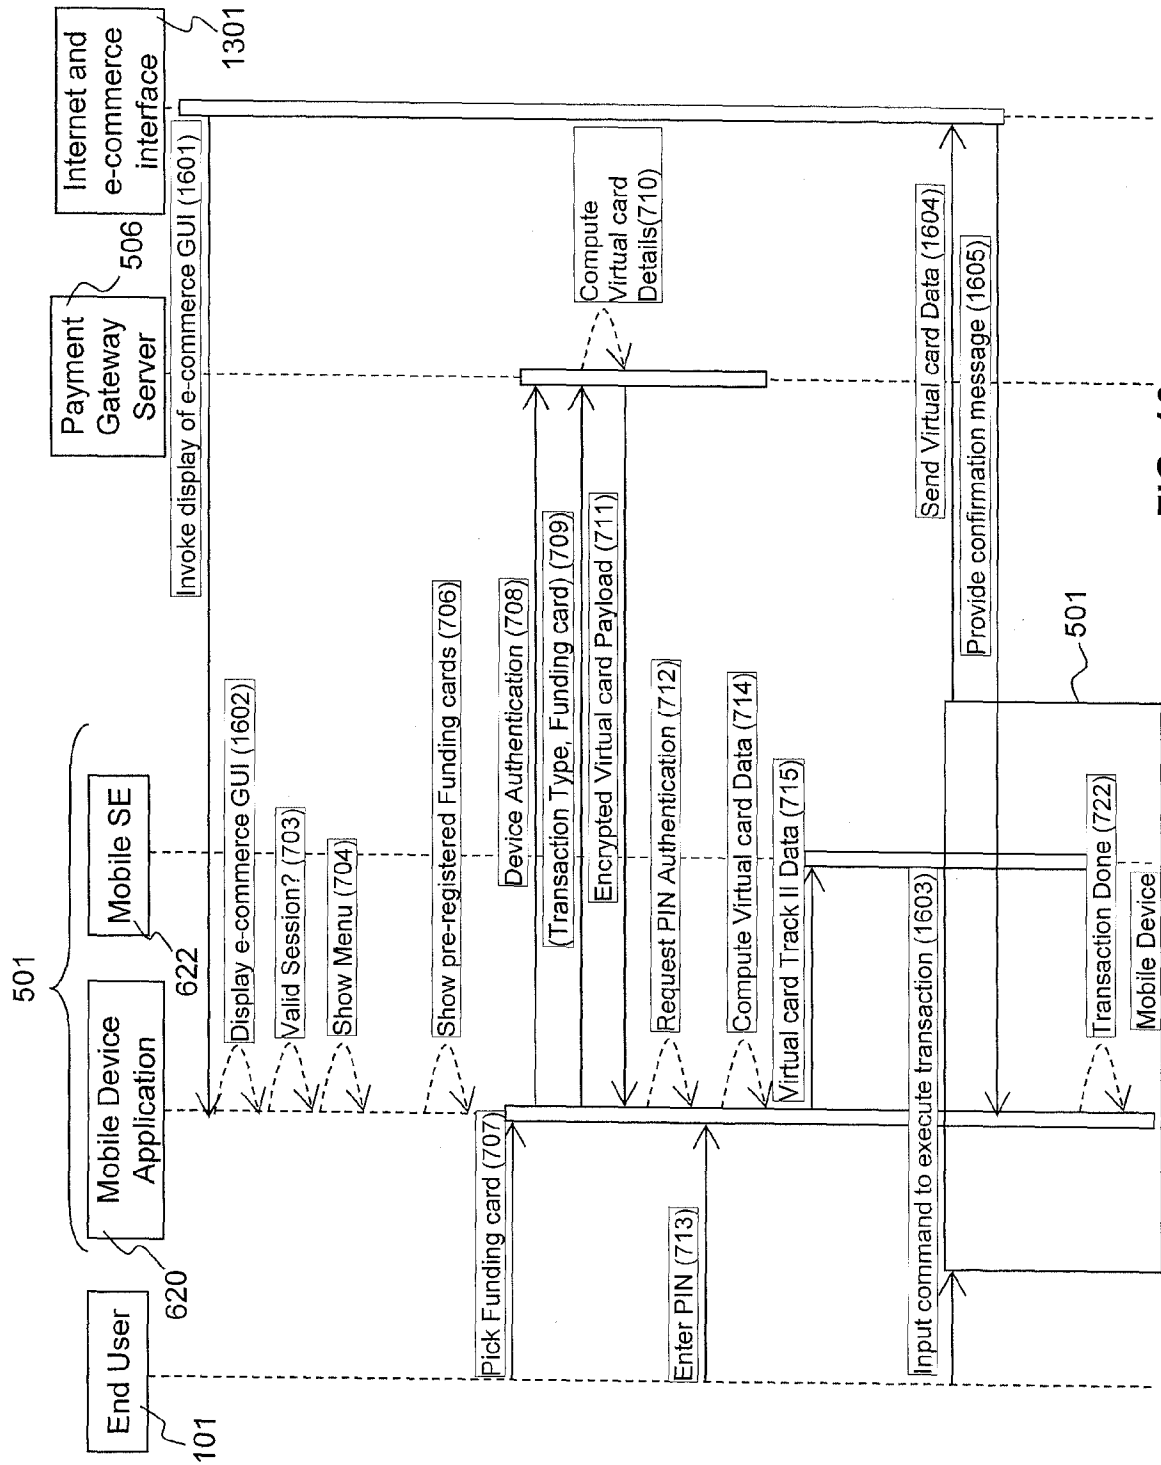 501
End User
101
Mobile Device
Application
620
Mobile SE
622
Payment
Gateway
Server
506
Internet and
e-commerce
interface
1301
Invoke display of e-commerce GUI (1601)
Display e-commerce GUI (1602)
Valid Session? (703)
Show Menu (704)
Show pre-registered Funding cards (706)
Pick Funding card (707)
Device Authentication (708)
(Transaction Type, Funding card) (709)
Compute
Virtual card
Details(710)
Encrypted Virtual card Payload (711)
Request PIN Authentication (712)
Enter PIN (713)
Compute Virtual card Data (714)
Virtual card Track II Data (715)
Input command to execute transaction (1603)
Send Virtual card Data (1604)
Provide confirmation message (1605)
501
Transaction Done (722)
Mobile Device